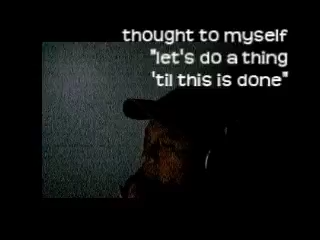 thought to myself
"let's do a thing
'til this is done"